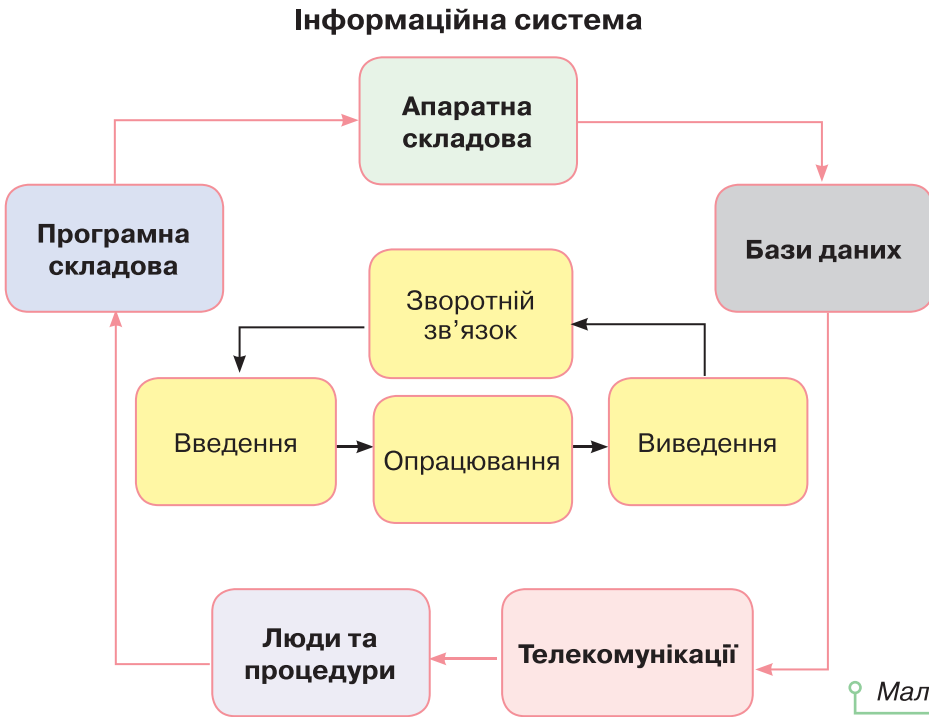 Інформаційна система
Апаратна
складова
Програмна
складова
Бази даних
Зворотній
зв’язок
Введення
Опрацювання
Виведення
Люди та
процедури
Телекомунікації
Мал